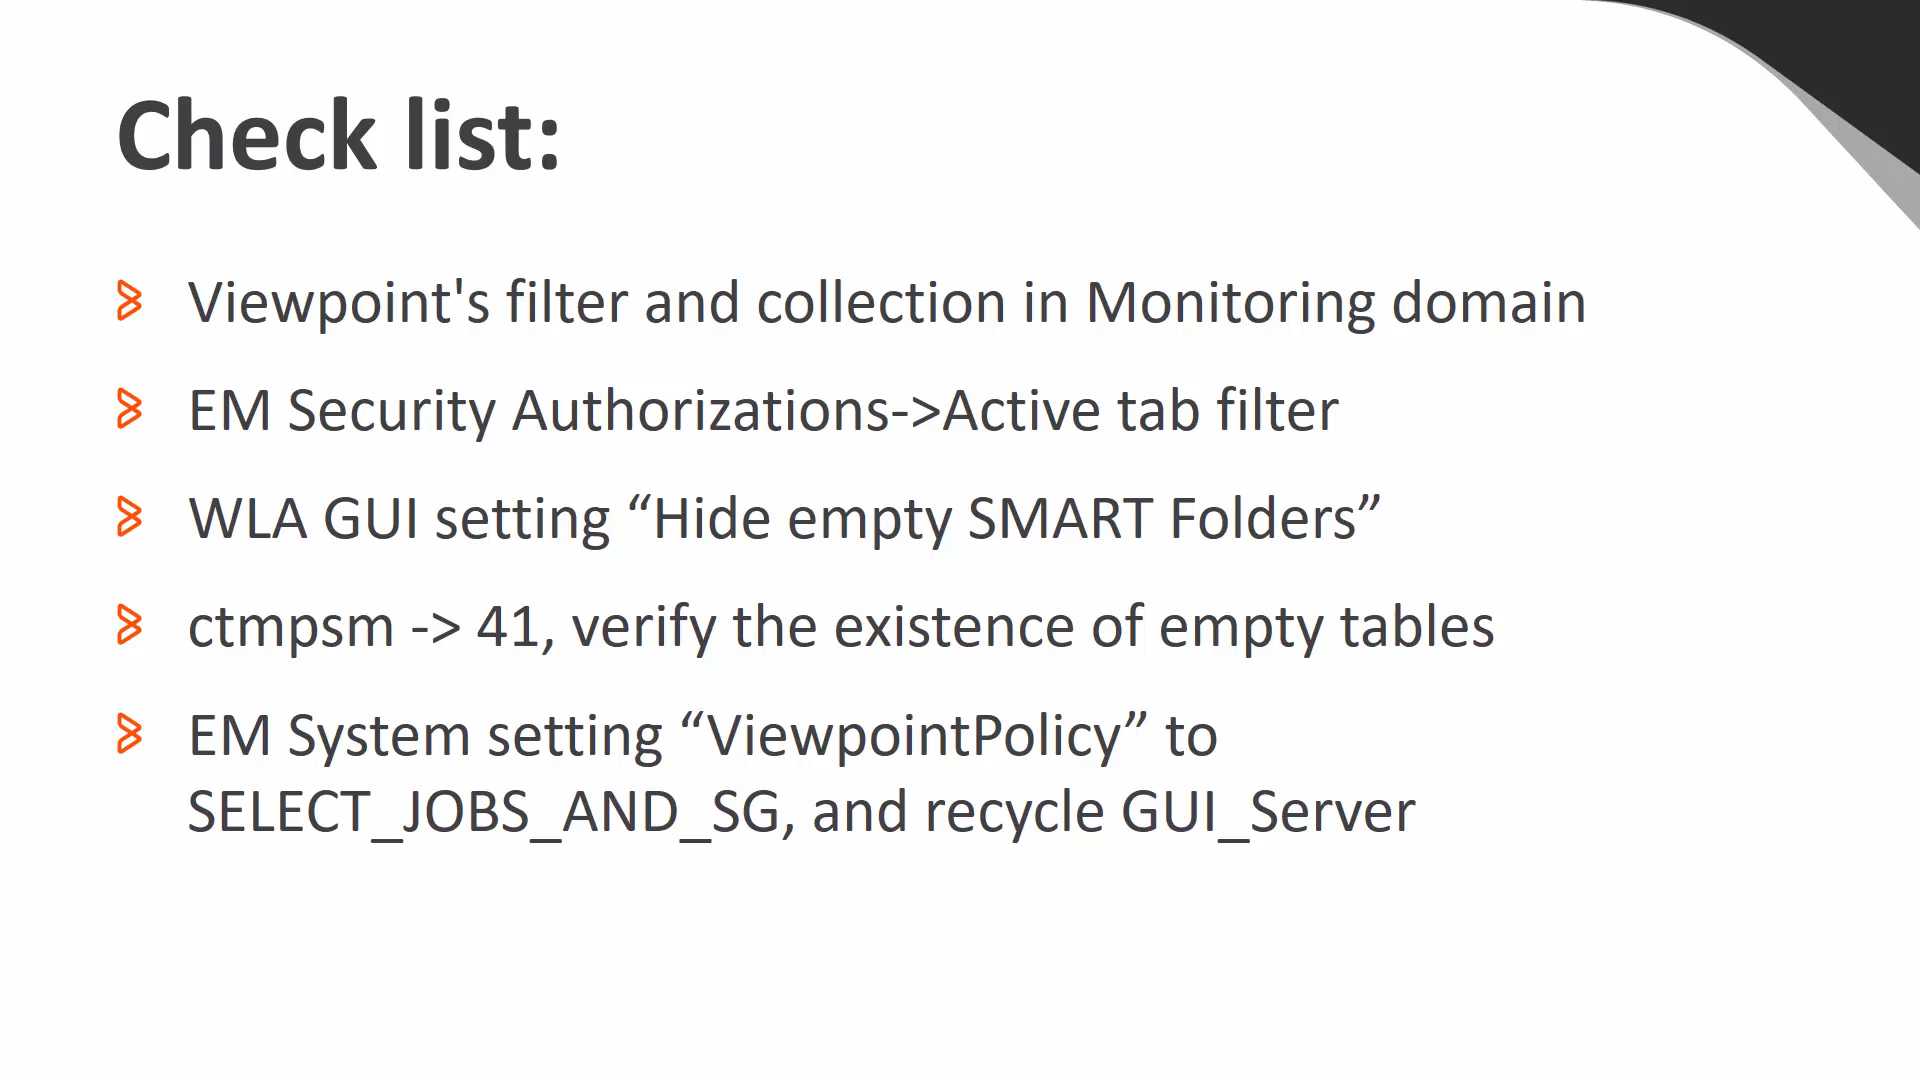 Check list:
Viewpoint's filter and collection in Monitoring domain
EM Security Authorizations->Active tab filter
WLA GUI setting “Hide empty SMART Folders”
ctmpsm -> 41, verify the existence of empty tables
EM System setting “ViewpointPolicy” to
SELECT_JOBS_AND_SG, and recycle GUI_Server